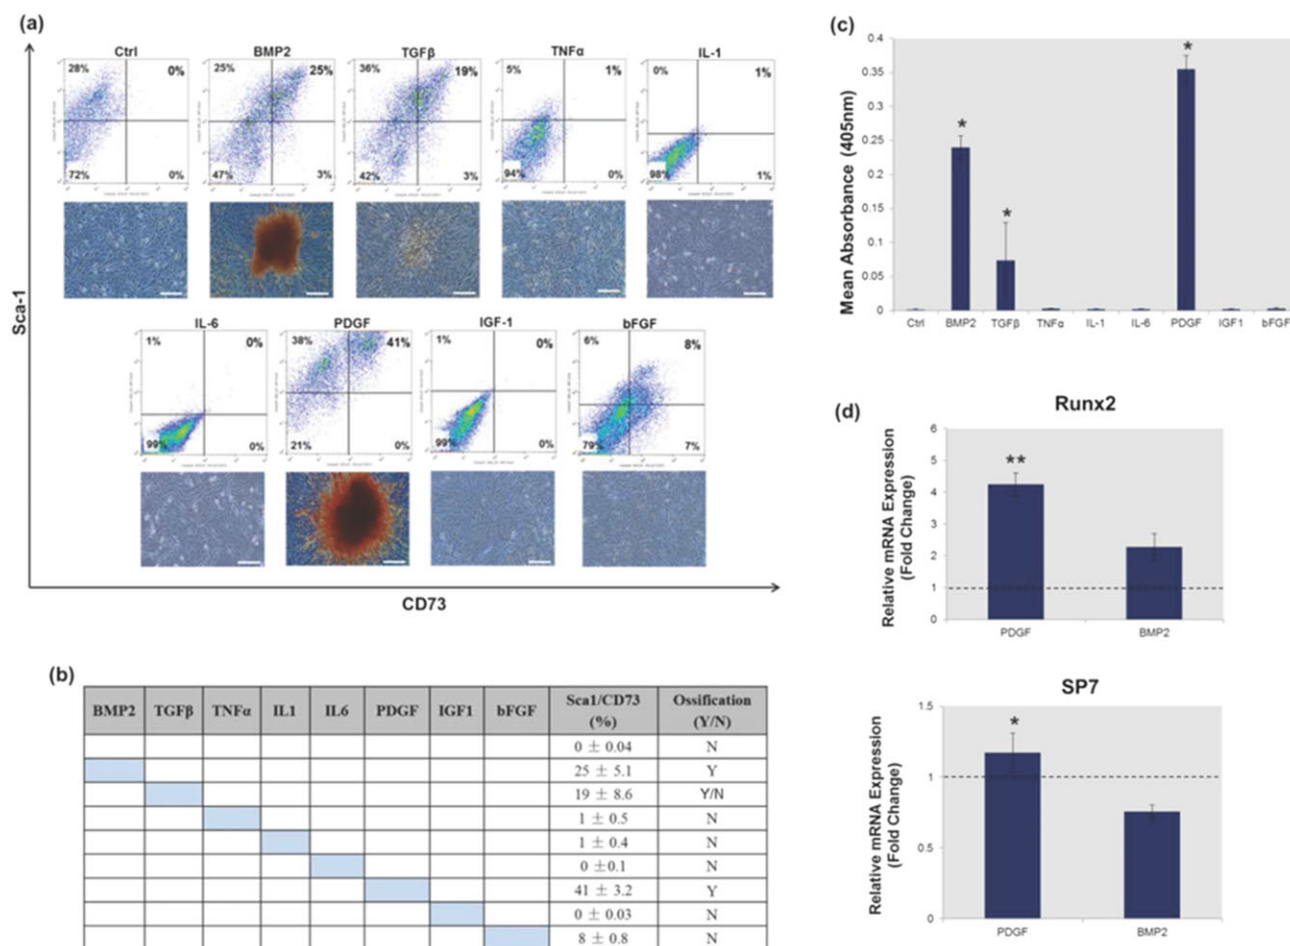 (a)
Ctrl BMP2 TGFβ TNFα IL-1
28% 0% 25% 25% 36% 19% 5% 1% 0% 1%
72% 0% 47% 3% 42% 3% 94% 0% 98% 1%
IL-6 PDGF IGF-1 bFGF
1% 0% 38% 41% 1% 0% 6% 8%
99% 0% 21% 0% 99% 0% 79% 7%
Sca-1
CD73
(b)
BMP2 TGFβ TNFα IL1 IL6 PDGF IGF1 bFGF Sca1/CD73 (%) Ossification (Y/N)
0 ± 0.04 N
25 ± 5.1 Y
19 ± 8.6 Y/N
1 ± 0.5 N
1 ± 0.4 N
0 ±0.1 N
41 ± 3.2 Y
0 ± 0.03 N
8 ± 0.8 N
(c)
Mean Absorbance (405nm)
0.4
0.35
0.3
0.25
0.2
0.15
0.1
0.05
0
* * *
Ctrl BMP2 TGFβ TNFα IL-1 IL-6 PDGF IGF1 bFGF
(d)
Runx2
Relative mRNA Expression
(Fold Change)
6
5
4
3
2
1
0
**
PDGF BMP2
SP7
Relative mRNA Expression
(Fold Change)
1.5
1
0.5
0
*
PDGF BMP2